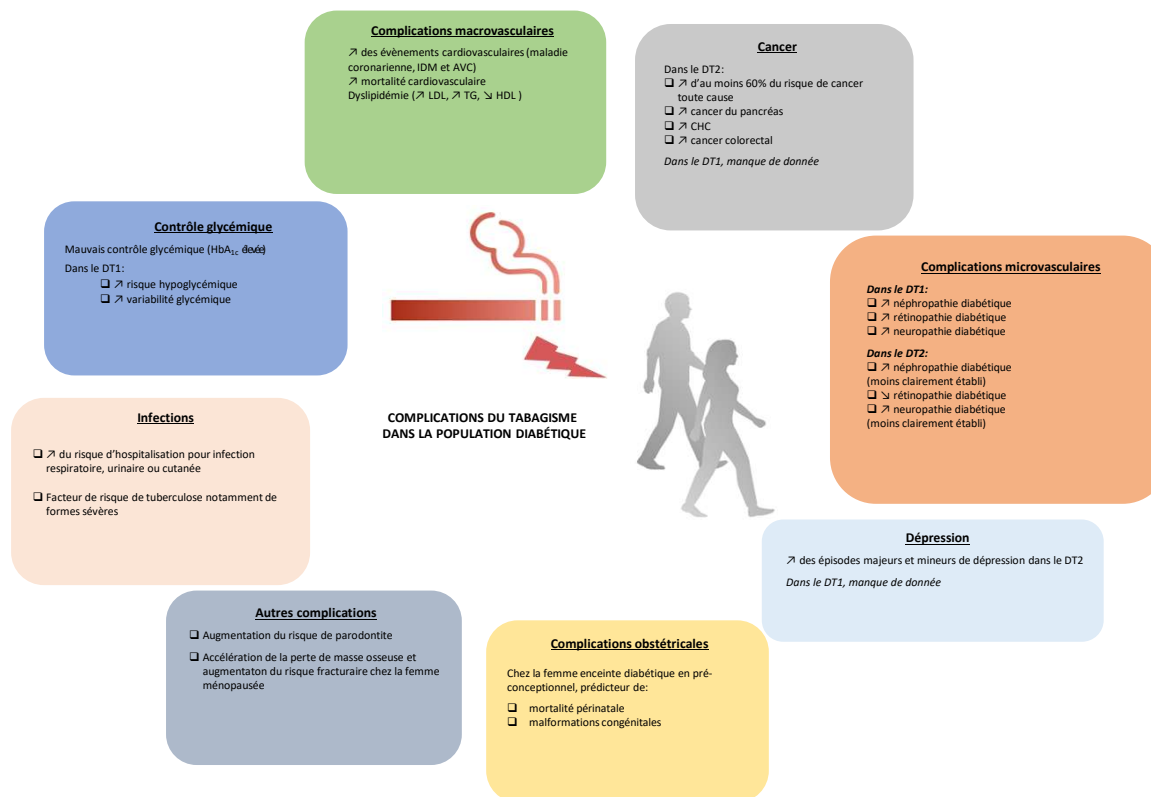 Complications macrovasculaires
↗ des évènements cardiovasculaires (maladie
coronarienne, IDM et AVC)
↗ mortalité cardiovasculaire
Dyslipidémie (↗ LDL, ↗ TG, ↘ HDL )
Cancer
Dans le DT2:
❑ ↗ d'au moins 60% du risque de cancer
toute cause
❑ ↗ cancer du pancréas
❑ ↗ CHC
❑ ↗ cancer colorectal
Dans le DT1, manque de donnée
Contrôle glycémique
Mauvais contrôle glycémique (HbA1c élevée)
Dans le DT1:
❑ ↗ risque hypoglycémique
❑ ↗ variabilité glycémique
Complications microvasculaires
Dans le DT1:
❑ ↗ néphropathie diabétique
❑ ↗ rétinopathie diabétique
❑ ↗ neuropathie diabétique
Dans le DT2:
❑ ↗ néphropathie diabétique
(moins clairement établi)
❑ ↘ rétinopathie diabétique
❑ ↗ neuropathie diabétique
(moins clairement établi)
COMPLICATIONS DU TABAGISME
DANS LA POPULATION DIABÉTIQUE
Infections
❑ ↗ du risque d'hospitalisation pour infection
respiratoire, urinaire ou cutanée
❑ Facteur de risque de tuberculose notamment de
formes sévères
Dépression
↗ des épisodes majeurs et mineurs de dépression dans le DT2
Dans le DT1, manque de donnée
Autres complications
❑ Augmentation du risque de parodontite
❑ Accélération de la perte de masse osseuse et
augmentaton du risque fracturaire chez la femme
ménopausée
Complications obstétricales
Chez la femme enceinte diabétique en pré-
conceptionnel, prédicteur de:
❑ mortalité périnatale
❑ malformations congénitales